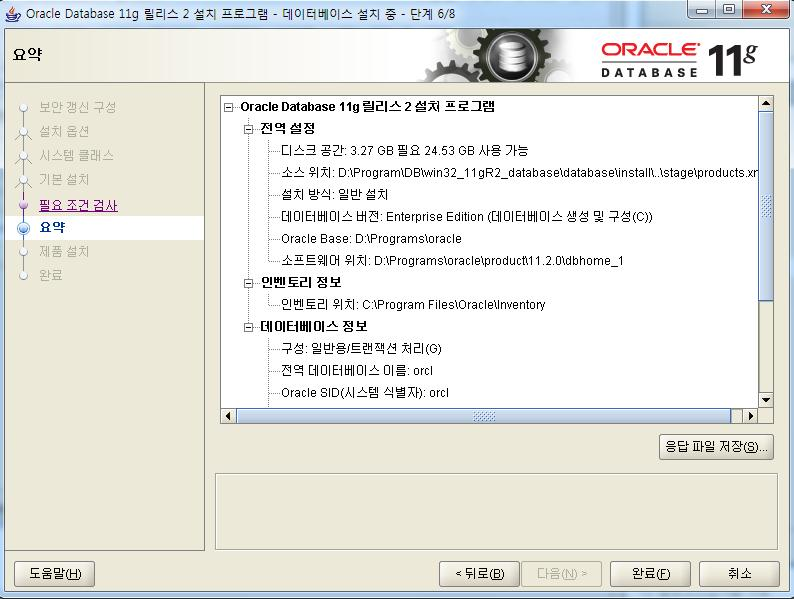 Oracle Database 11g 릴리스 2 설치 프로그램 - 데이터베이스 설치 중 - 단계 6/8
요약
ORACLE
DATABASE 11g
보안 갱신 구성
설치 옵션
시스템 클래스
기본 설치
필요 조건 검사
요약
제품 설치
완료
Oracle Database 11g 릴리스 2 설치 프로그램
전역 설정
디스크 공간: 3.27 GB 필요 24.53 GB 사용 가능
소스 위치: D:\Program\DB\win32_11gR2_database\database\install\..\stage\products.xr
설치 방식: 일반 설치
데이터베이스 버전: Enterprise Edition (데이터베이스 생성 및 구성(C))
Oracle Base: D:\Programs\oracle
소프트웨어 위치: D:\Programs\oracle\product\11.2.0\dbhome_1
인벤토리 정보
인벤토리 위치: C:\Program Files\Oracle\Inventory
데이터베이스 정보
구성: 일반용/트랜잭션 처리(G)
전역 데이터베이스 이름: orcl
Oracle SID(시스템 식별자): orcl
응답 파일 저장(S)...
도움말(H)
< 뒤로(B)
다음(N) >
완료(F)
취소